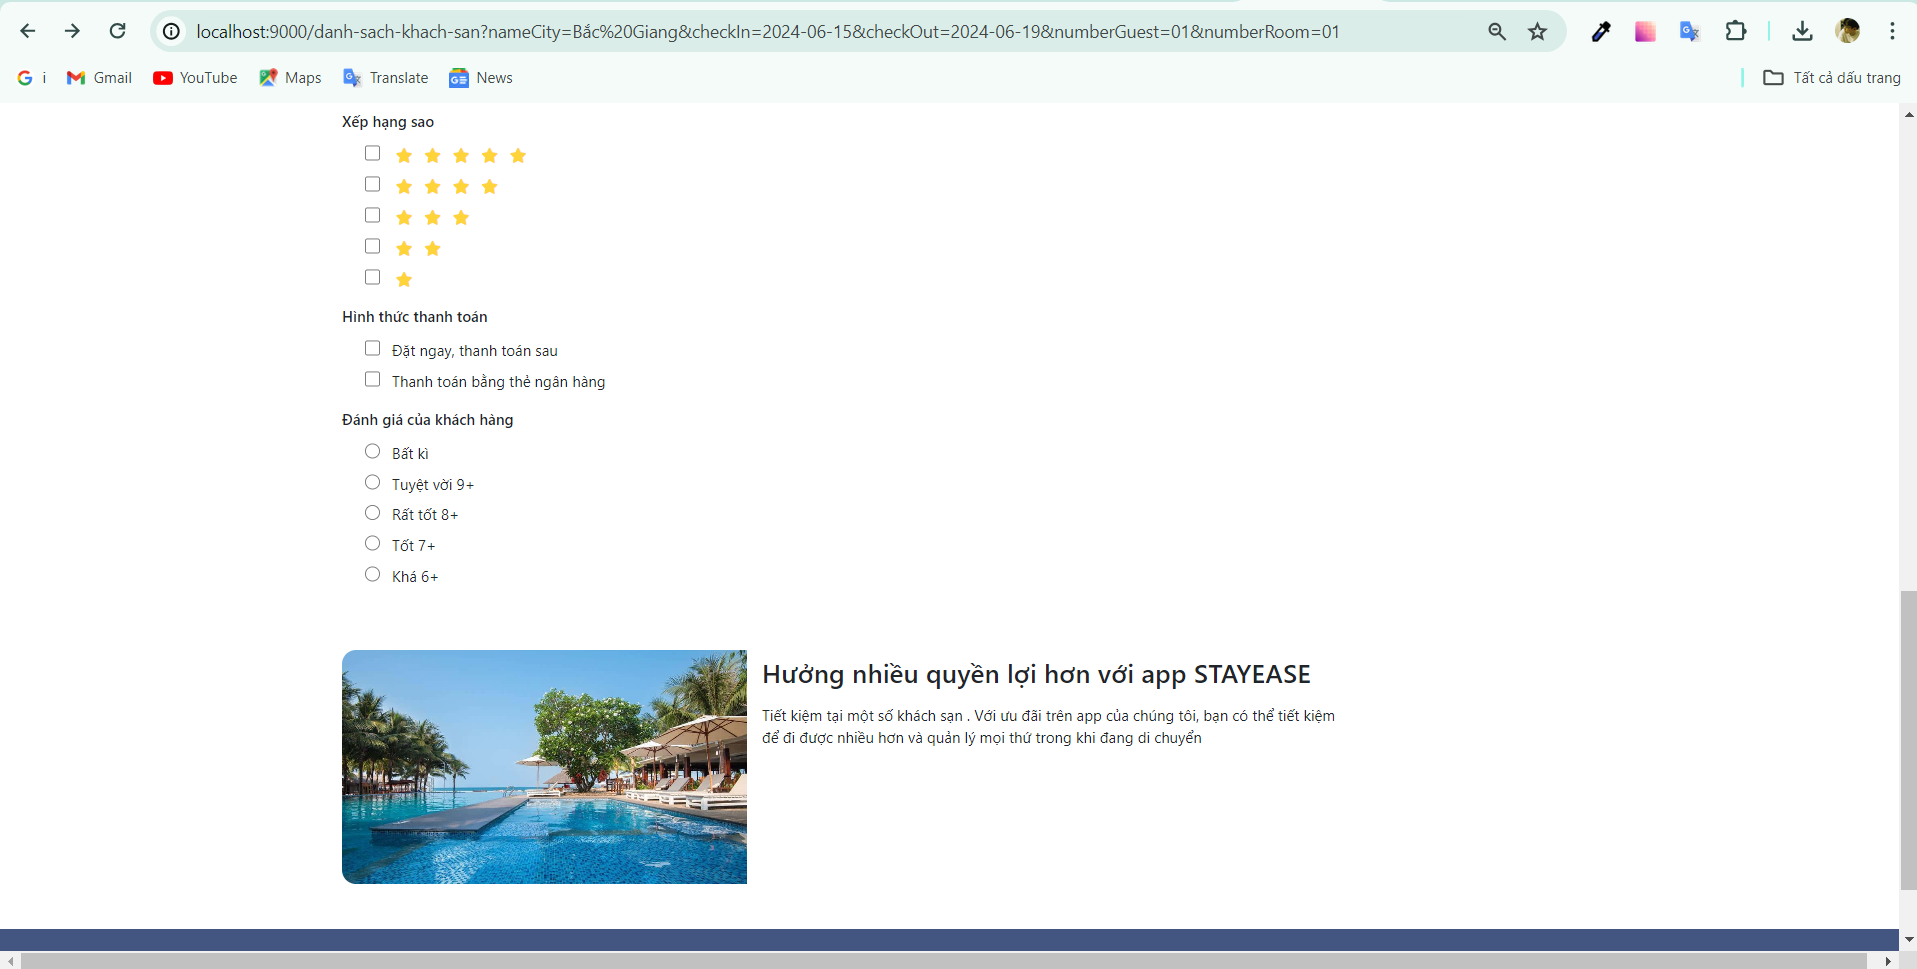 localhost:9000/danh-sach-khach-san?nameCity=Bắc%20Giang&checkIn=2024-06-15&checkOut=2024-06-19&numberGuest=01&numberRoom=01
i Gmail YouTube Maps Translate News Tất cả dấu trang
Xếp hạng sao
Hình thức thanh toán
Đặt ngay, thanh toán sau
Thanh toán bằng thẻ ngân hàng
Đánh giá của khách hàng
Bất kì
Tuyệt vời 9+
Rất tốt 8+
Tốt 7+
Khá 6+
Hưởng nhiều quyền lợi hơn với app STAYEASE
Tiết kiệm tại một số khách sạn . Với ưu đãi trên app của chúng tôi, bạn có thể tiết kiệm
để đi được nhiều hơn và quản lý mọi thứ trong khi đang di chuyển